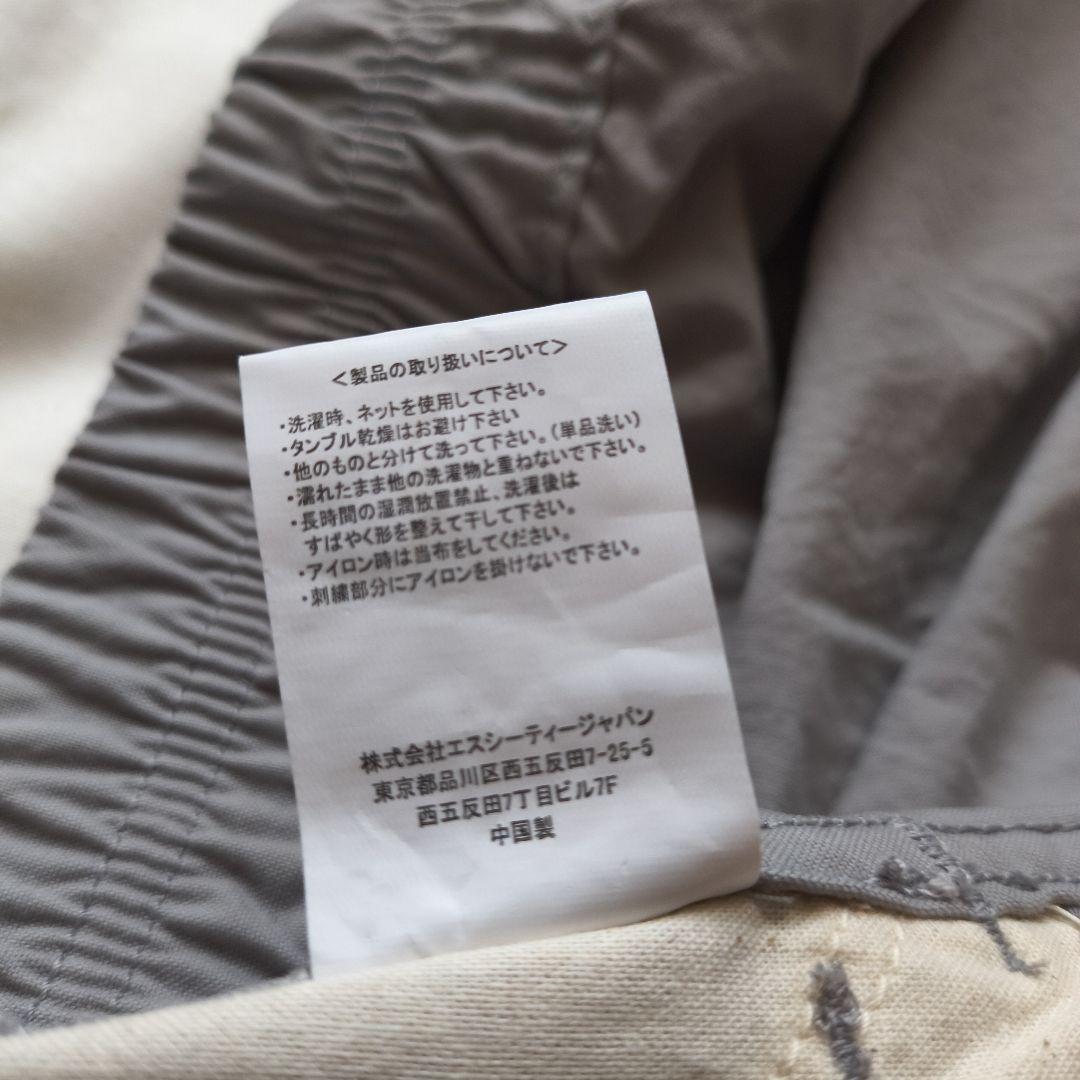 ＜製品の取り扱いについて＞
・洗濯時、ネットを使用して下さい。
・タンブル乾燥はお避け下さい
・他のものと分けて洗って下さい。（単品洗い）
・濡れたまま他の洗濯物と重ねないで下さい。
・長時間の湿潤放置禁止、洗濯後は
すばやく形を整えて干して下さい。
・アイロン時は当布をしてください。
・刺繍部分にアイロンを掛けないで下さい。
株式会社エスシーティージャパン
東京都品川区西五反田7-25-5
西五反田7丁目ビル7F
中国製